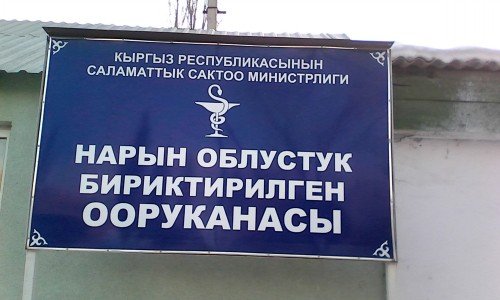 КЫРГЫЗ РЕСПУБЛИКАСЫНЫН
САЛАМАТТЫК САКТОО МИНИСТРЛИГИ
НАРЫН ОБЛУСТУК
БИРИКТИРИЛГЕН
ООРУКАНАСЫ